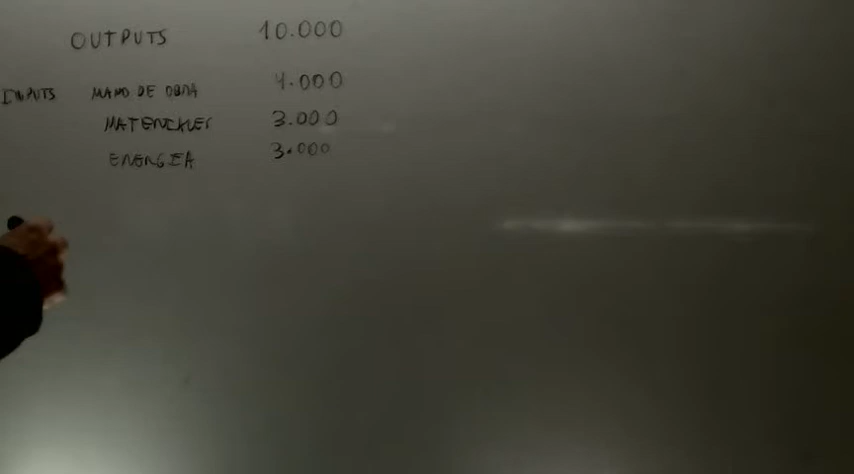 OUTPUTS 10.000
INPUTS MANO DE OBRA 4.000
MATERIALES 3.000
ENERGIA 3.000